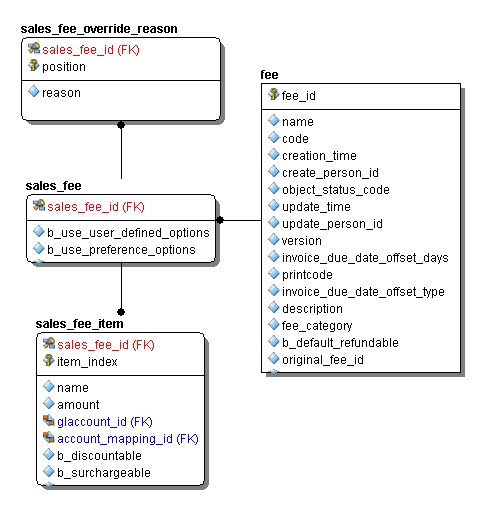 sales_fee_override_reason
sales_fee_id (FK)
position
reason
fee
fee_id
name
code
creation_time
create_person_id
object_status_code
update_time
update_person_id
version
invoice_due_date_offset_days
printcode
invoice_due_date_offset_type
description
fee_category
b_default_refundable
original_fee_id
sales_fee
sales_fee_id (FK)
b_use_user_defined_options
b_use_preference_options
sales_fee_item
sales_fee_id (FK)
item_index
name
amount
glaccount_id (FK)
account_mapping_id (FK)
b_discountable
b_surchargeable